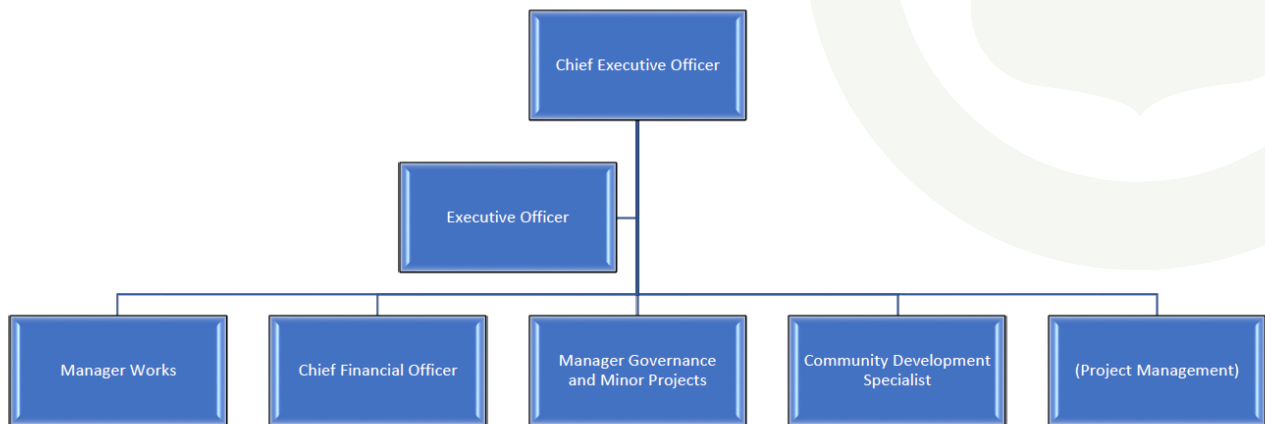 Chief Executive Officer
Executive Officer
Manager Works
Chief Financial Officer
Manager Governance
and Minor Projects
Community Development
Specialist
(Project Management)